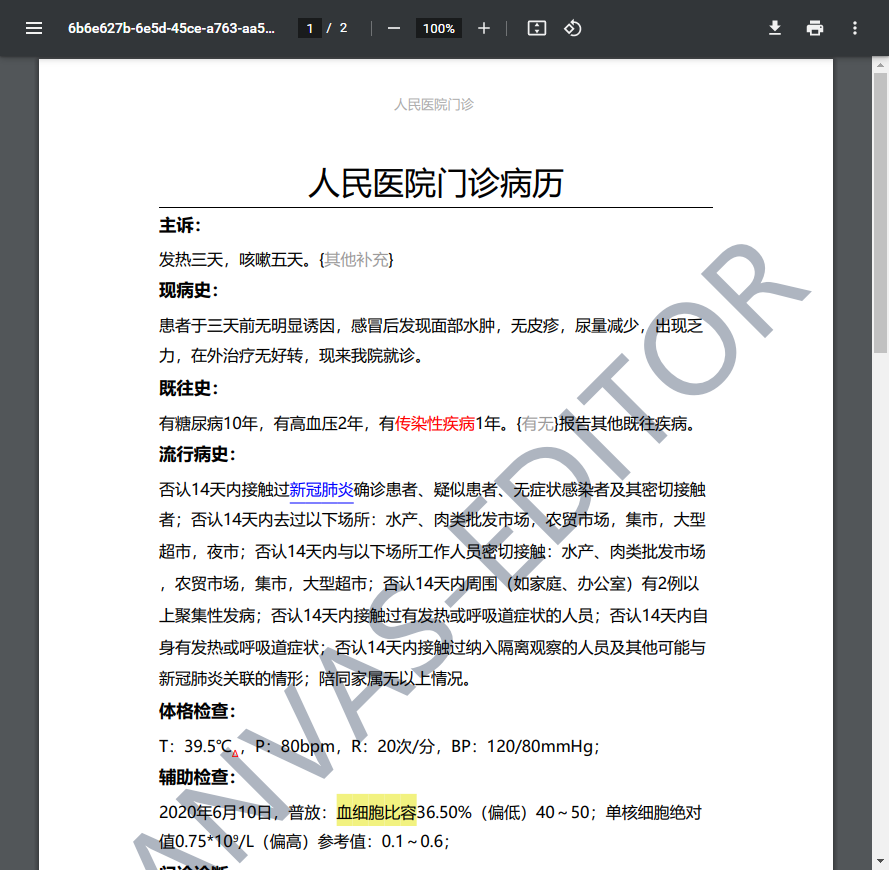 6b6e627b-6e5d-45ce-a763-aa5...
1 / 2
100%
人民医院门诊
人民医院门诊病历
主诉：
发热三天，咳嗽五天。{其他补充}
现病史：
患者于三天前无明显诱因，感冒后发现面部水肿，无皮疹，尿量减少，出现乏
力，在外治疗无好转，现来我院就诊。
既往史：
有糖尿病10年，有高血压2年，有传染性疾病1年。{有无}报告其他既往疾病。
流行病史：
否认14天内接触过新冠肺炎确诊患者、疑似患者、无症状感染者及其密切接触
者；否认14天内去过以下场所：水产、肉类批发市场，农贸市场，集市，大型
超市，夜市；否认14天内与以下场所工作人员密切接触：水产、肉类批发市场
，农贸市场，集市，大型超市；否认14天内周围（如家庭、办公室）有2例以
上聚集性发病；否认14天内接触过有发热或呼吸道症状的人员；否认14天内自
身有发热或呼吸道症状；否认14天内接触过纳入隔离观察的人员及其他可能与
新冠肺炎关联的情形；陪同家属无以上情况。
体格检查：
T：39.5℃，P：80bpm，R：20次/分，BP：120/80mmHg；
辅助检查：
2020年6月10日，普放：血细胞比容36.50%（偏低）40～50；单核细胞绝对
值0.75*10⁹/L（偏高）参考值：0.1～0.6；
ANVAS-EDITOR